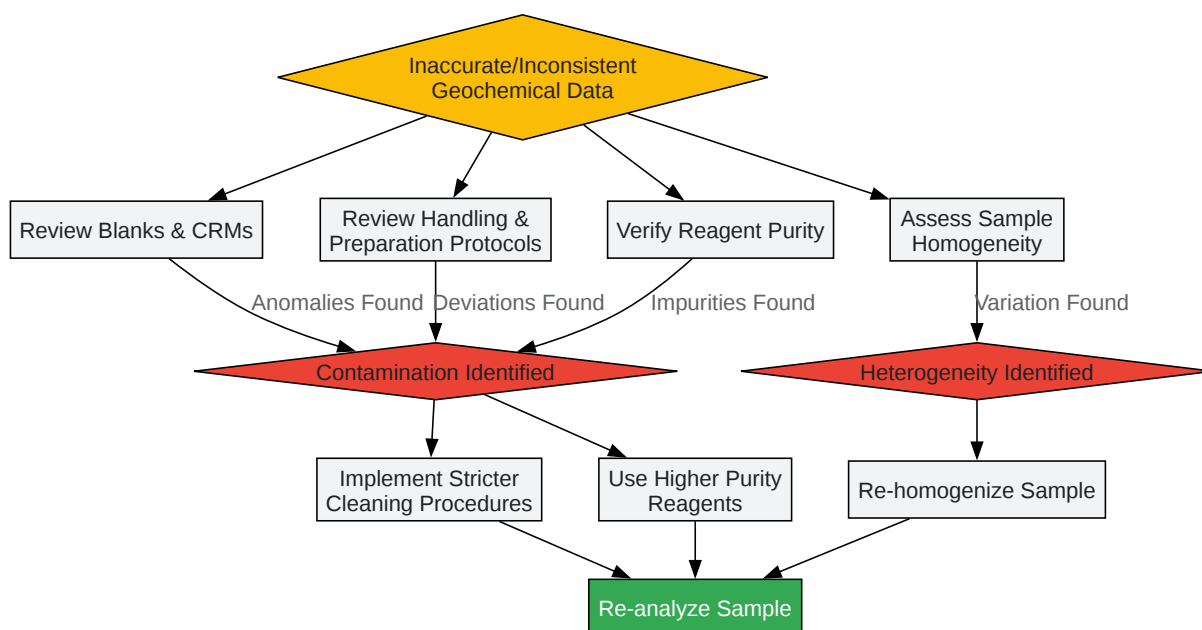 Inaccurate/Inconsistent
Geochemical Data
Review Blanks & CRMs
Review Handling &
Preparation Protocols
Verify Reagent Purity
Assess Sample
Homogeneity
Anomalies Found
Deviations Found
Impurities Found
Variation Found
Contamination Identified
Heterogeneity Identified
Implement Stricter
Cleaning Procedures
Use Higher Purity
Reagents
Re-homogenize Sample
Re-analyze Sample